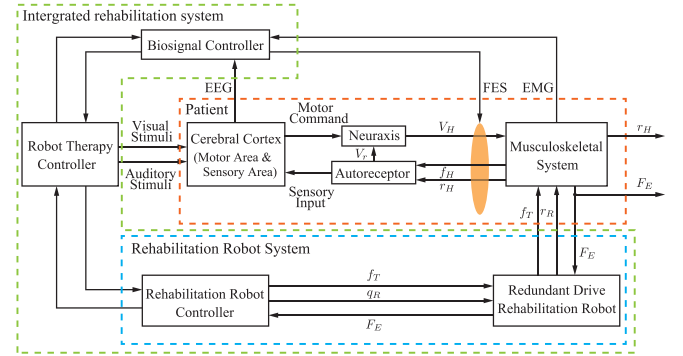 Intergrated rehabilitation system
Biosignal Controller
EEG
FES
EMG
Patient
Motor
Command
Visual
Stimuli
Robot Therapy
Controller
Auditory
Stimuli
Cerebral Cortex
(Motor Area &
Sensory Area)
Neuraxis
V_r
Autoreceptor
Sensory
Input
V_H
f_H
r_H
Musculoskeletal
System
r_H
F_E
f_T
r_R
F_E
Rehabilitation Robot System
Rehabilitation Robot
Controller
f_T
q_R
F_E
Redundant Drive
Rehabilitation Robot